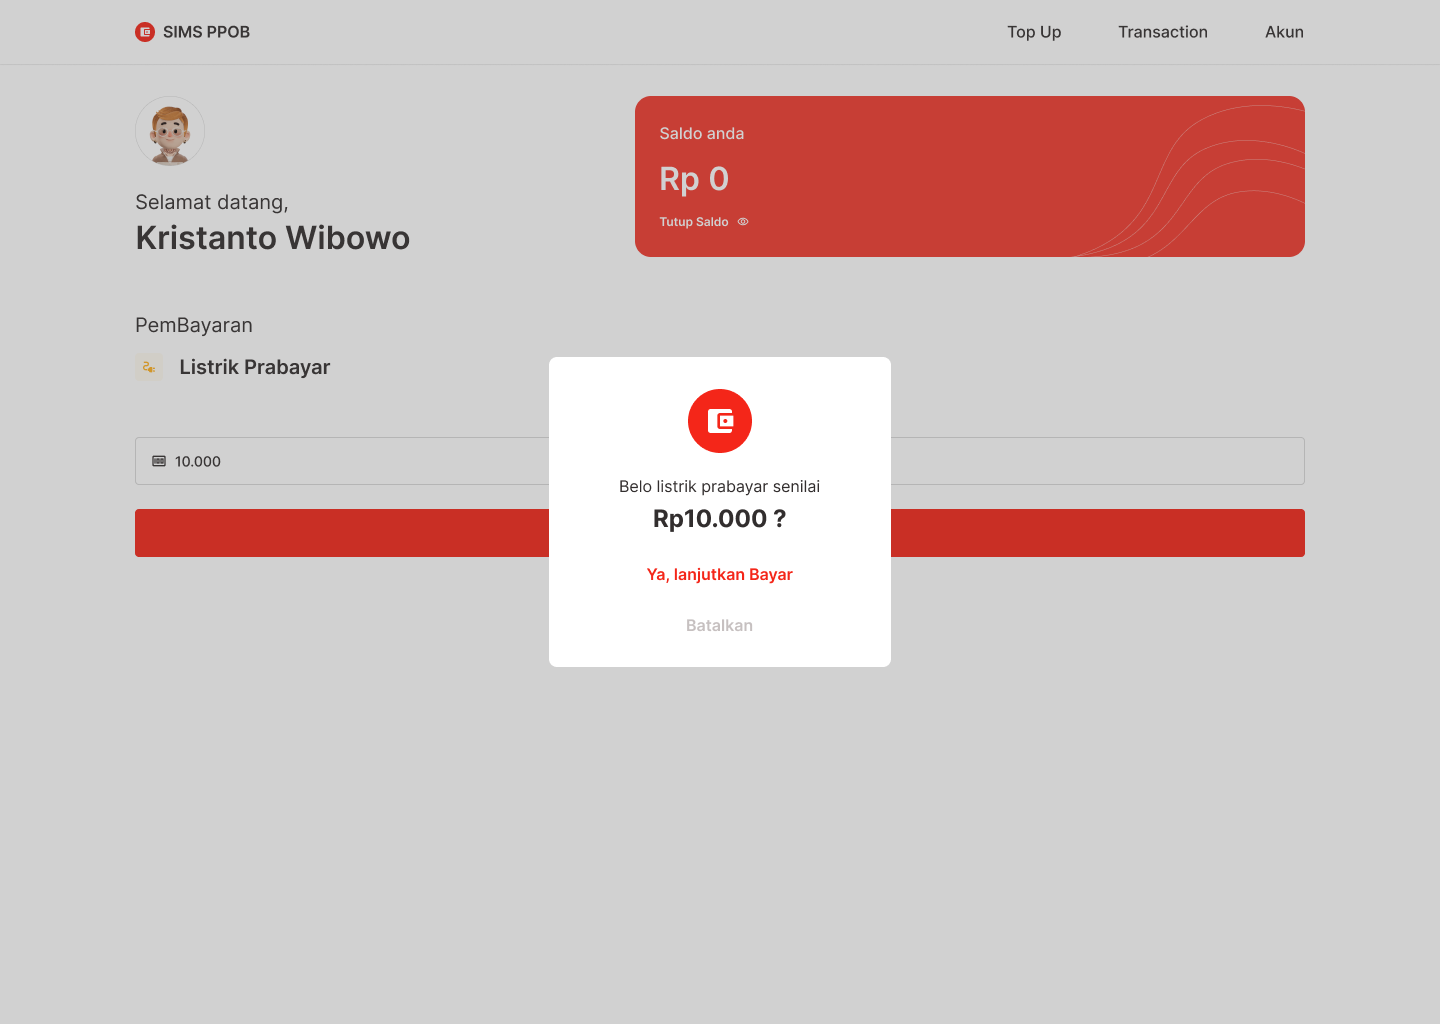 SIMS PPOB
Top Up
Transaction
Akun
Selamat datang,
Kristanto Wibowo
Saldo anda
Rp 0
Tutup Saldo
PemBayaran
Listrik Prabayar
10.000
Belo listrik prabayar senilai
Rp10.000 ?
Ya, lanjutkan Bayar
Batalkan